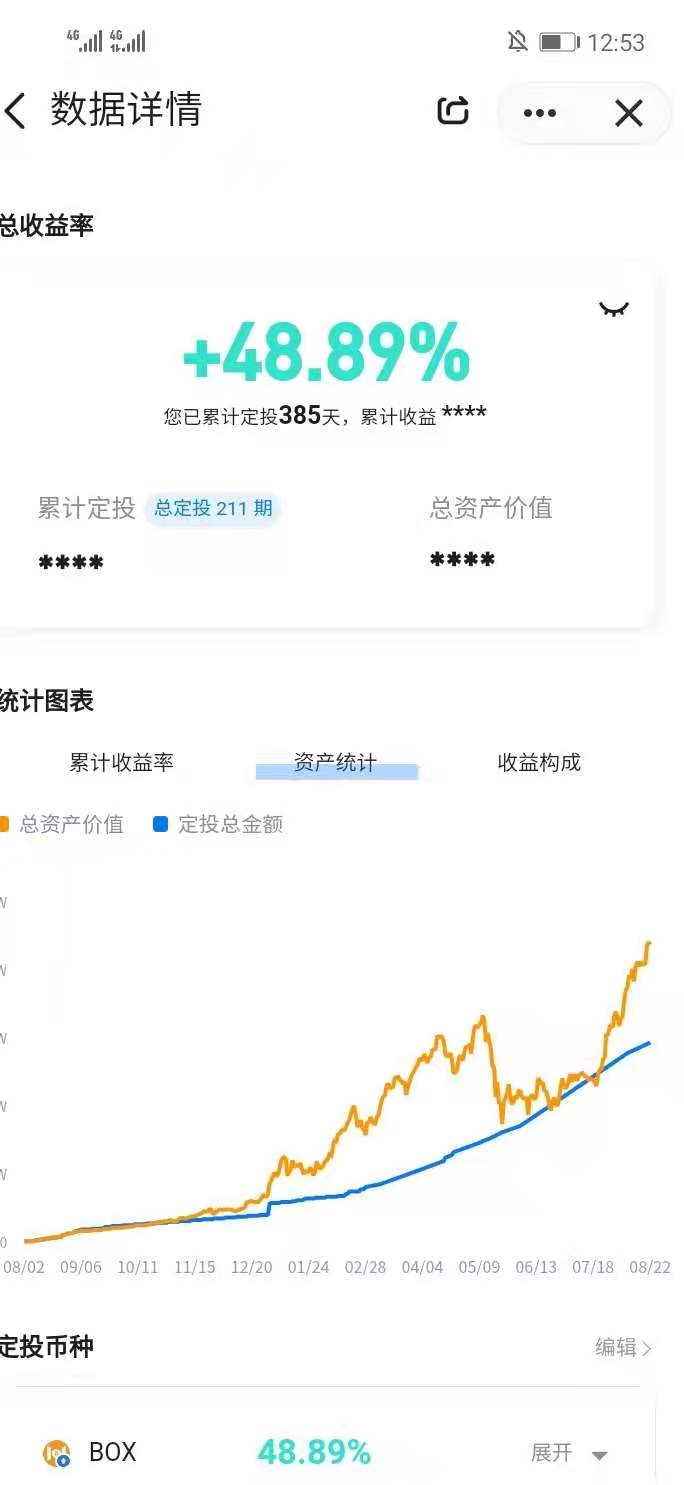 4G 4G 12:53
数据详情
总收益率
+48.89%
您已累计定投385天，累计收益 ****
累计定投 总定投 211 期 总资产价值
**** ****
统计图表
累计收益率 资产统计 收益构成
总资产价值 定投总金额
W
W
W
W
W
0
08/02 09/06 10/11 11/15 12/20 01/24 02/28 04/04 05/09 06/13 07/18 08/22
定投币种 编辑
BOX 48.89% 展开